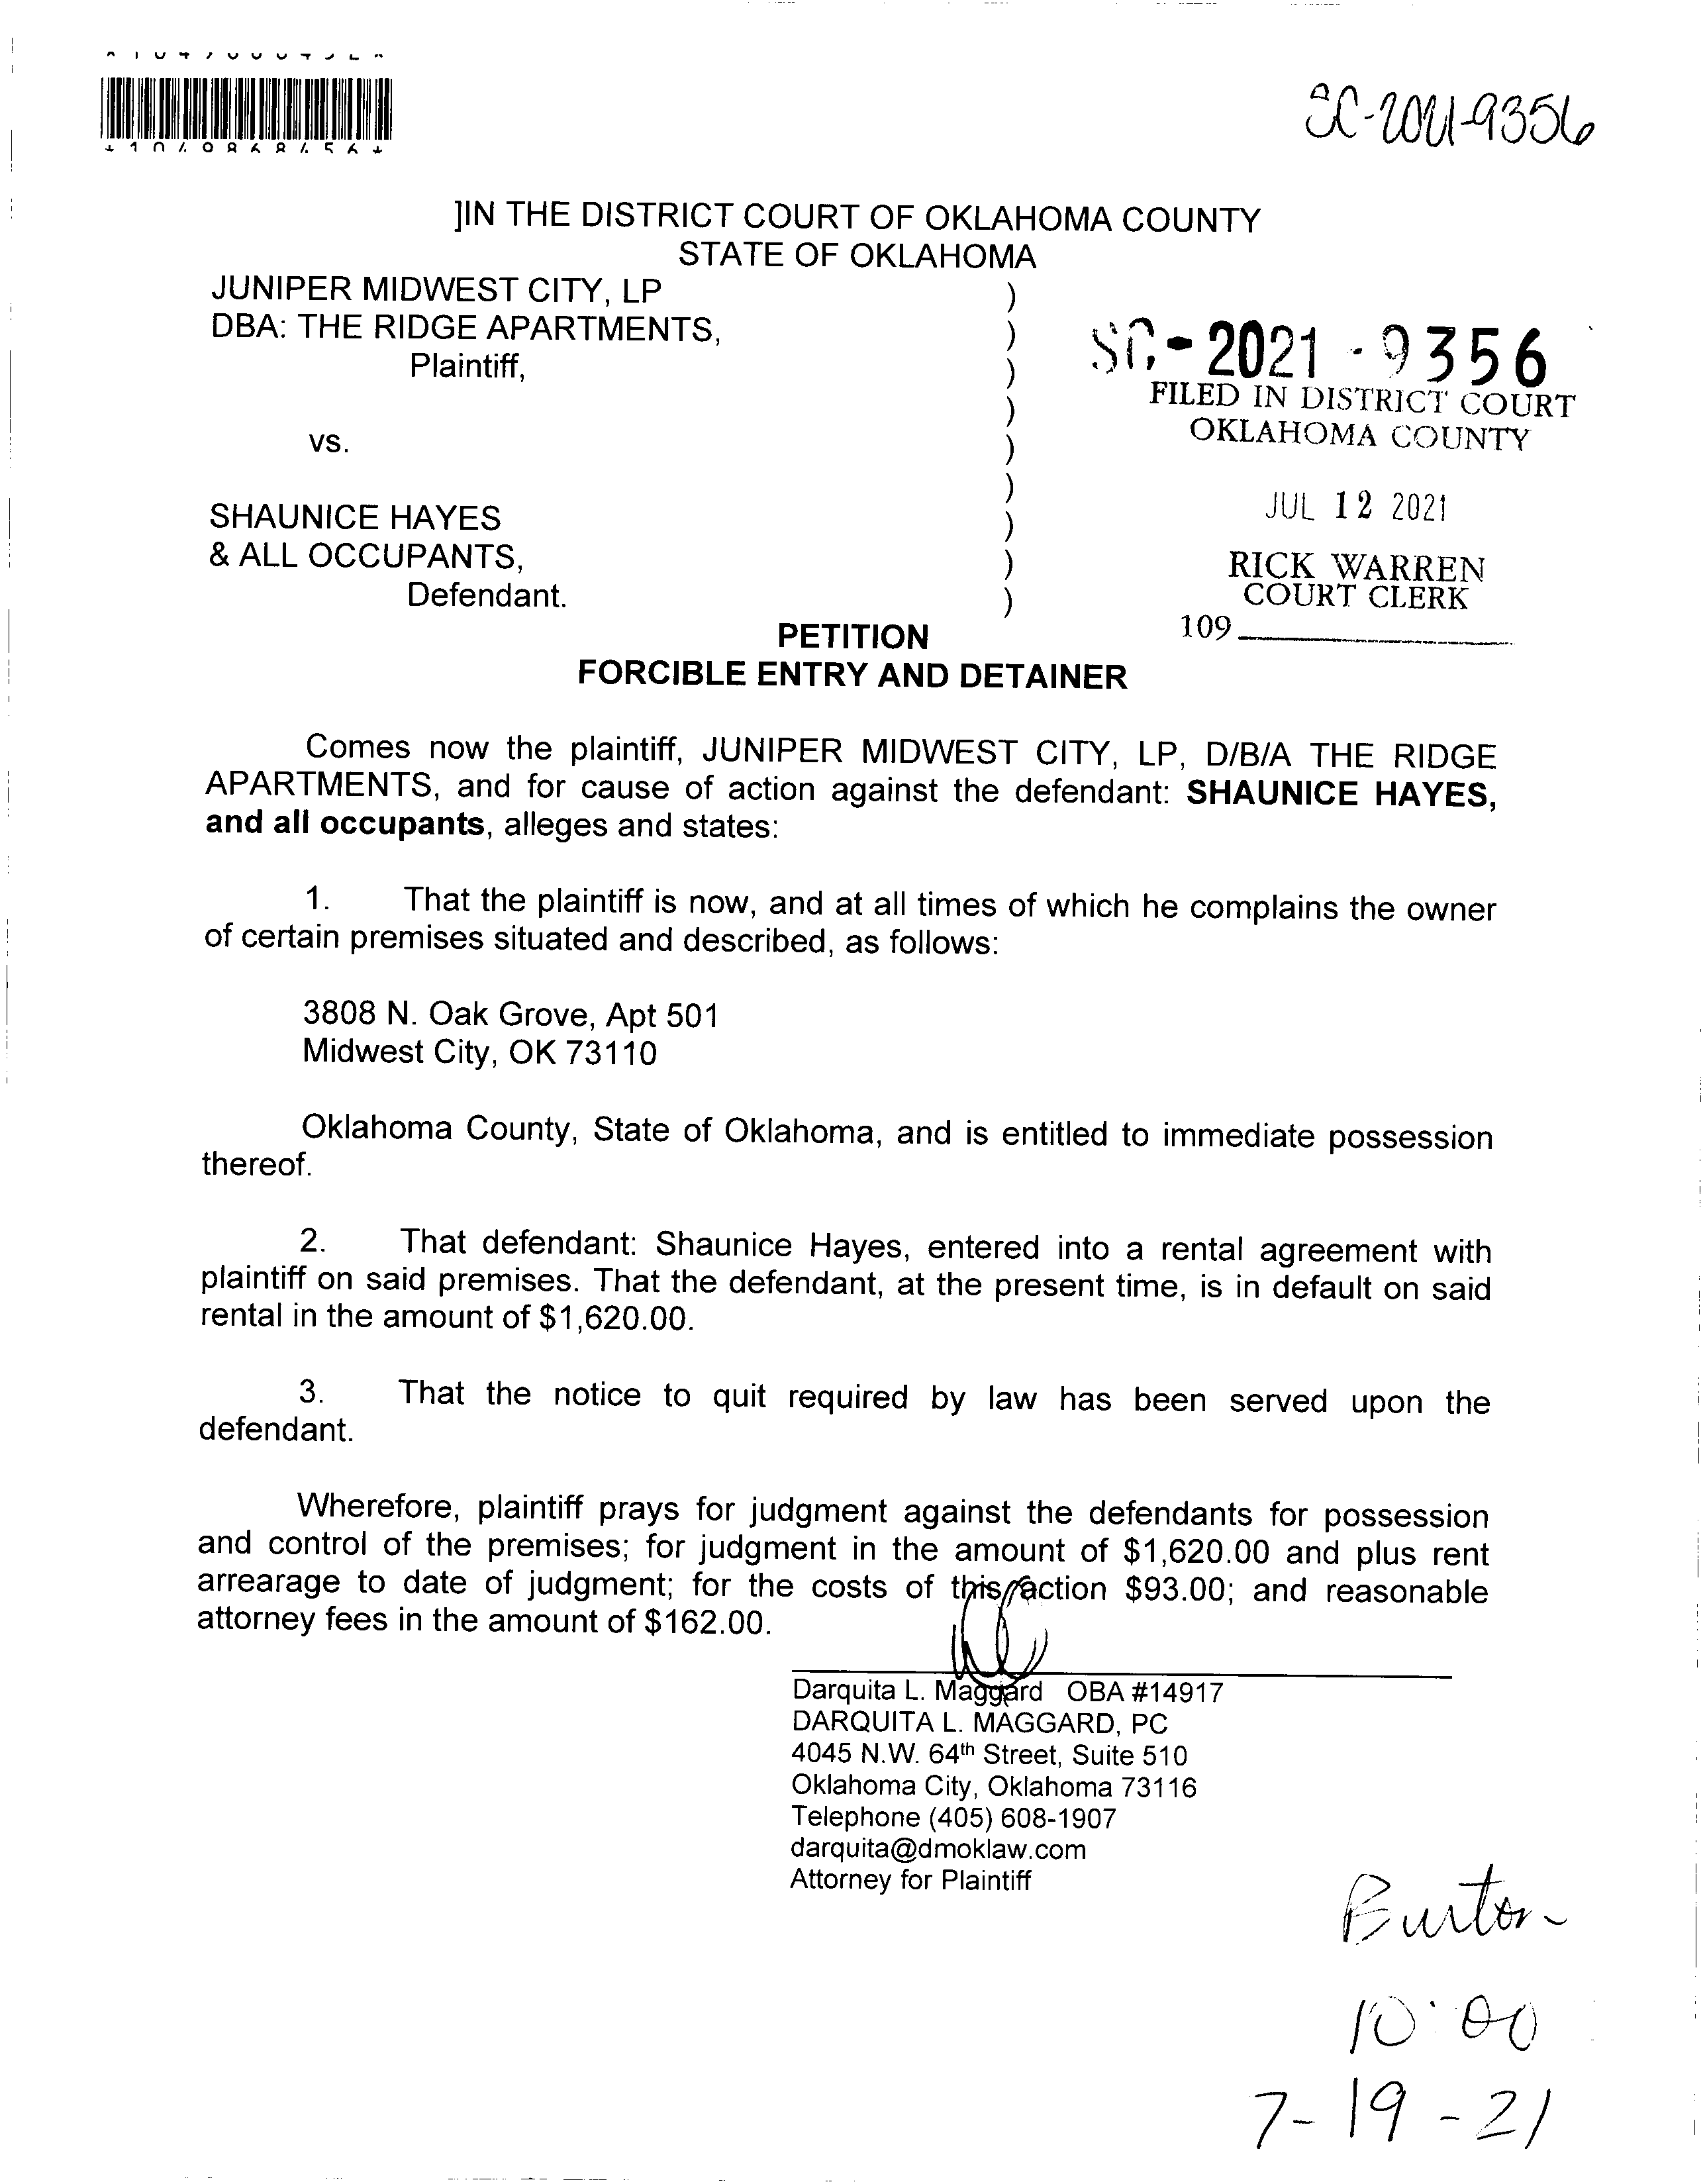 SC-2021-9356
]IN THE DISTRICT COURT OF OKLAHOMA COUNTY
STATE OF OKLAHOMA
JUNIPER MIDWEST CITY, LP )
DBA: THE RIDGE APARTMENTS, )
Plaintiff, )
)
vs. )
)
SHAUNICE HAYES )
& ALL OCCUPANTS, )
Defendant. )
SC-2021-9356
FILED IN DISTRICT COURT
OKLAHOMA COUNTY
JUL 12 2021
RICK WARREN
COURT CLERK
109
PETITION
FORCIBLE ENTRY AND DETAINER
Comes now the plaintiff, JUNIPER MIDWEST CITY, LP, D/B/A THE RIDGE
APARTMENTS, and for cause of action against the defendant: SHAUNICE HAYES,
and all occupants, alleges and states:
1. That the plaintiff is now, and at all times of which he complains the owner
of certain premises situated and described, as follows:
3808 N. Oak Grove, Apt 501
Midwest City, OK 73110
Oklahoma County, State of Oklahoma, and is entitled to immediate possession
thereof.
2. That defendant: Shaunice Hayes, entered into a rental agreement with
plaintiff on said premises. That the defendant, at the present time, is in default on said
rental in the amount of $1,620.00.
3. That the notice to quit required by law has been served upon the
defendant.
Wherefore, plaintiff prays for judgment against the defendants for possession
and control of the premises; for judgment in the amount of $1,620.00 and plus rent
arrearage to date of judgment; for the costs of this action $93.00; and reasonable
attorney fees in the amount of $162.00.
Darquita L. Maggard OBA #14917
DARQUITA L. MAGGARD, PC
4045 N.W. 64th Street, Suite 510
Oklahoma City, Oklahoma 73116
Telephone (405) 608-1907
darquita@dmoklaw.com
Attorney for Plaintiff
Burton
10:00
7-19-21